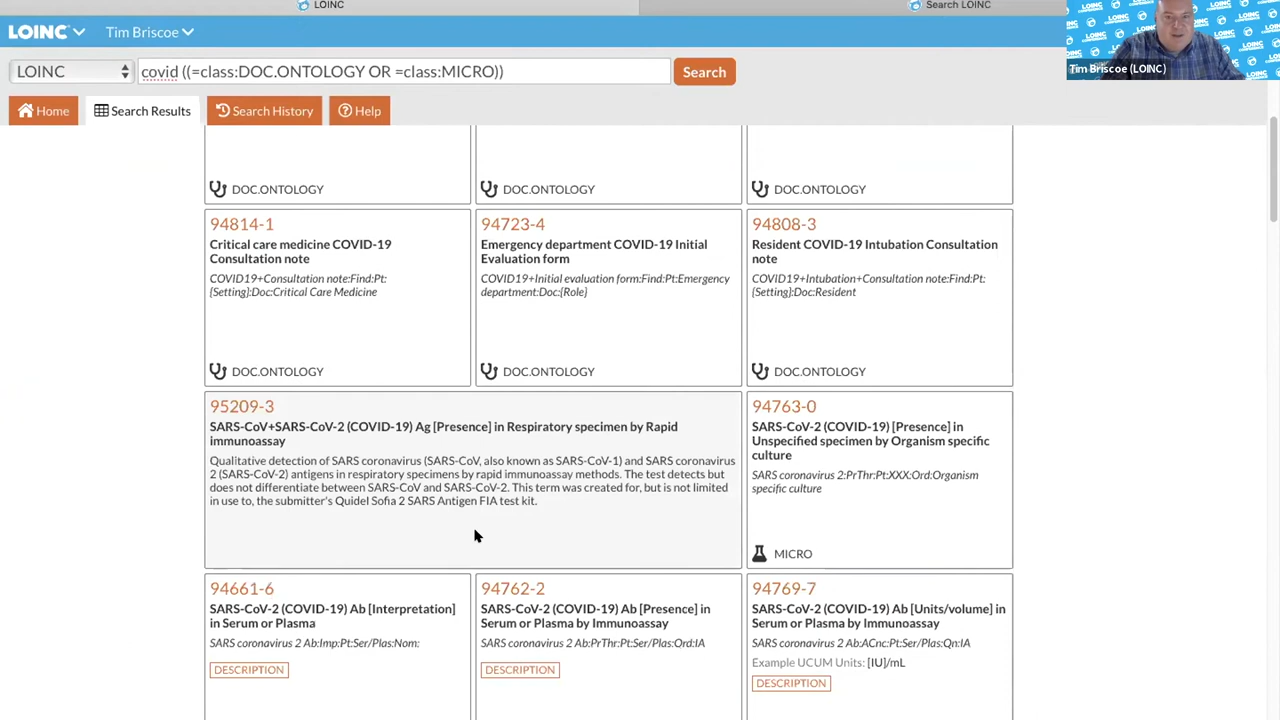 LOINC
Search LOINC
LOINC
Tim Briscoe
LOINC
covid ((=class:DOC.ONTOLOGY OR =class:MICRO))
Search
Tim Briscoe (LOINC)
Home
Search Results
Search History
Help
DOC.ONTOLOGY
DOC.ONTOLOGY
DOC.ONTOLOGY
94814-1
Critical care medicine COVID-19
Consultation note
COVID19+Consultation note:Find:Pt:
{Setting}:Doc:Critical Care Medicine
DOC.ONTOLOGY
94723-4
Emergency department COVID-19 Initial
Evaluation form
COVID19+Initial evaluation form:Find:Pt:Emergency
department:Doc:{Role}
DOC.ONTOLOGY
94808-3
Resident COVID-19 Intubation Consultation
note
COVID19+Intubation+Consultation note:Find:Pt:
{Setting}:Doc:Resident
DOC.ONTOLOGY
95209-3
SARS-CoV+SARS-CoV-2 (COVID-19) Ag [Presence] in Respiratory specimen by Rapid
immunoassay
Qualitative detection of SARS coronavirus (SARS-CoV, also known as SARS-CoV-1) and SARS coronavirus
2 (SARS-CoV-2) antigens in respiratory specimens by rapid immunoassay methods. The test detects but
does not differentiate between SARS-CoV and SARS-CoV-2. This term was created for, but is not limited
in use to, the submitter's Quidel Sofia 2 SARS Antigen FIA test kit.
94763-0
SARS-CoV-2 (COVID-19) [Presence] in
Unspecified specimen by Organism specific
culture
SARS coronavirus 2:PrThr:Pt:XXX:Ord:Organism
specific culture
MICRO
94661-6
SARS-CoV-2 (COVID-19) Ab [Interpretation]
in Serum or Plasma
SARS coronavirus 2 Ab:Imp:Pt:Ser/Plas:Nom:
DESCRIPTION
94762-2
SARS-CoV-2 (COVID-19) Ab [Presence] in
Serum or Plasma by Immunoassay
SARS coronavirus 2 Ab:PrThr:Pt:Ser/Plas:Ord:IA
DESCRIPTION
94769-7
SARS-CoV-2 (COVID-19) Ab [Units/volume] in
Serum or Plasma by Immunoassay
SARS coronavirus 2 Ab:ACnc:Pt:Ser/Plas:Qn:IA
Example UCUM Units: [IU]/mL
DESCRIPTION